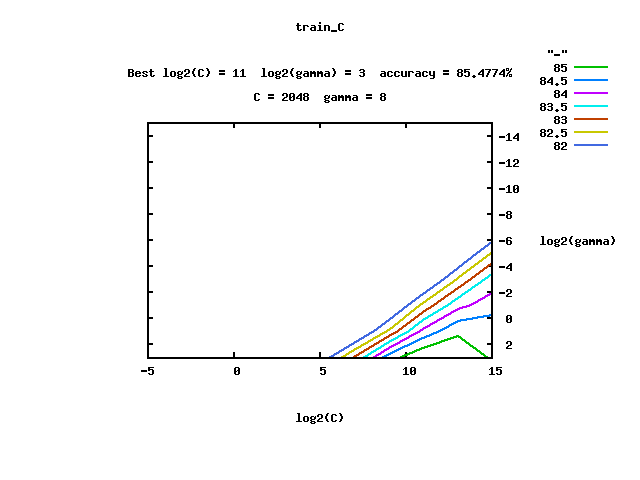 train_C
"-"
Best log2(C) = 11  log2(gamma) = 3  accuracy = 85.4774%
85
84.5
C = 2048  gamma = 8
84
83.5
83
82.5
82
-14
-12
-10
-8
-6
log2(gamma)
-4
-2
0
2
-5 0 5 10 15
log2(C)